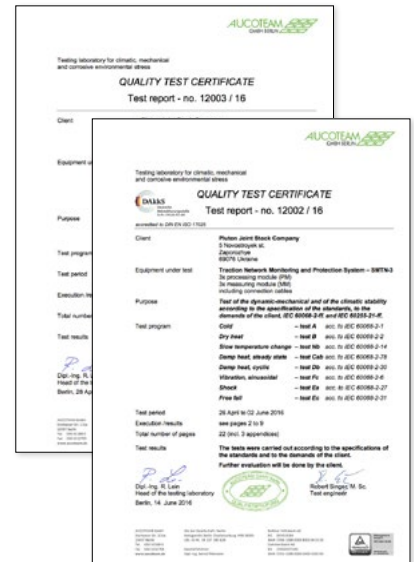 AUCOTEAM
GMBH BERLIN
Testing laboratory for climatic, mechanical
and corrosive environmental stress
QUALITY TEST CERTIFICATE
Test report - no. 12003 / 16
Client
Equipment u
Purpose
Test program
Test period
Execution /re
Total number
Test results
Dipl.-Ing. R. L
Head of the t
Berlin, 28 Ap
AUCOTEAM
GMBH BERLIN
Testing laboratory for climatic, mechanical
and corrosive environmental stress
DAkkS
QUALITY TEST CERTIFICATE
Test report - no. 12002 / 16
accredited to DIN EN ISO 17025
Client Pluton Joint Stock Company
5 Novostroyek st.
Zaporozhye
69076 Ukraine
Equipment under test Traction Network Monitoring and Protection System – SMTN-3
3x processing module (PM)
3x measuring module (MM)
including connection cables
Purpose Test of the dynamic-mechanical and of the climatic stability
according to the specification of the standards, to the
demands of the client, IEC 60068-2-ff. and IEC 60255-21-ff.
Test program Cold – test A acc. to IEC 60068-2-1
Dry heat – test B acc. to IEC 60068-2-2
Slow temperature change – test Nb acc. to IEC 60068-2-14
Damp heat, steady state – test Cab acc. to IEC 60068-2-78
Damp heat, cyclic – test Db acc. to IEC 60068-2-30
Vibration, sinusoidal – test Fc acc. to IEC 60068-2-6
Shock – test Ea acc. to IEC 60068-2-27
Free fall – test Ec acc. to IEC 60068-2-31
Test period 26 April to 02 June 2016
Execution /results see pages 2 to 9
Total number of pages 22 (incl. 3 appendices)
Test results The tests were carried out according to the specifications of
the standards and to the demands of the client.
Further evaluation will be done by the client.
Dipl.-Ing. R. Lein Robert Singer, M. Sc.
Head of the testing laboratory Test engineer
Berlin, 14. June 2016